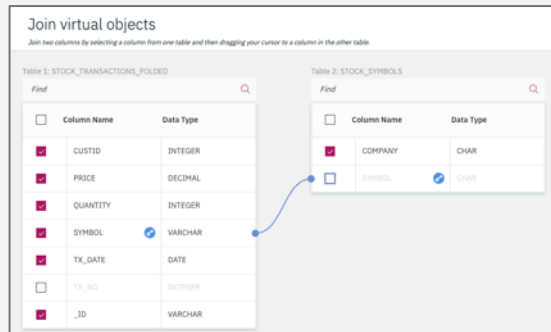 Join virtual objects
Join two columns by selecting a column from one table and then dragging your cursor to a column in the other table.
Table 1: STOCK_TRANSACTIONS_FOLDED
Find
Column Name Data Type
CUSTID INTEGER
PRICE DECIMAL
QUANTITY INTEGER
SYMBOL VARCHAR
TX_DATE DATE
TX_NO INTEGER
_ID VARCHAR
Table 2: STOCK_SYMBOLS
Find
Column Name Data Type
COMPANY CHAR
SYMBOL CHAR